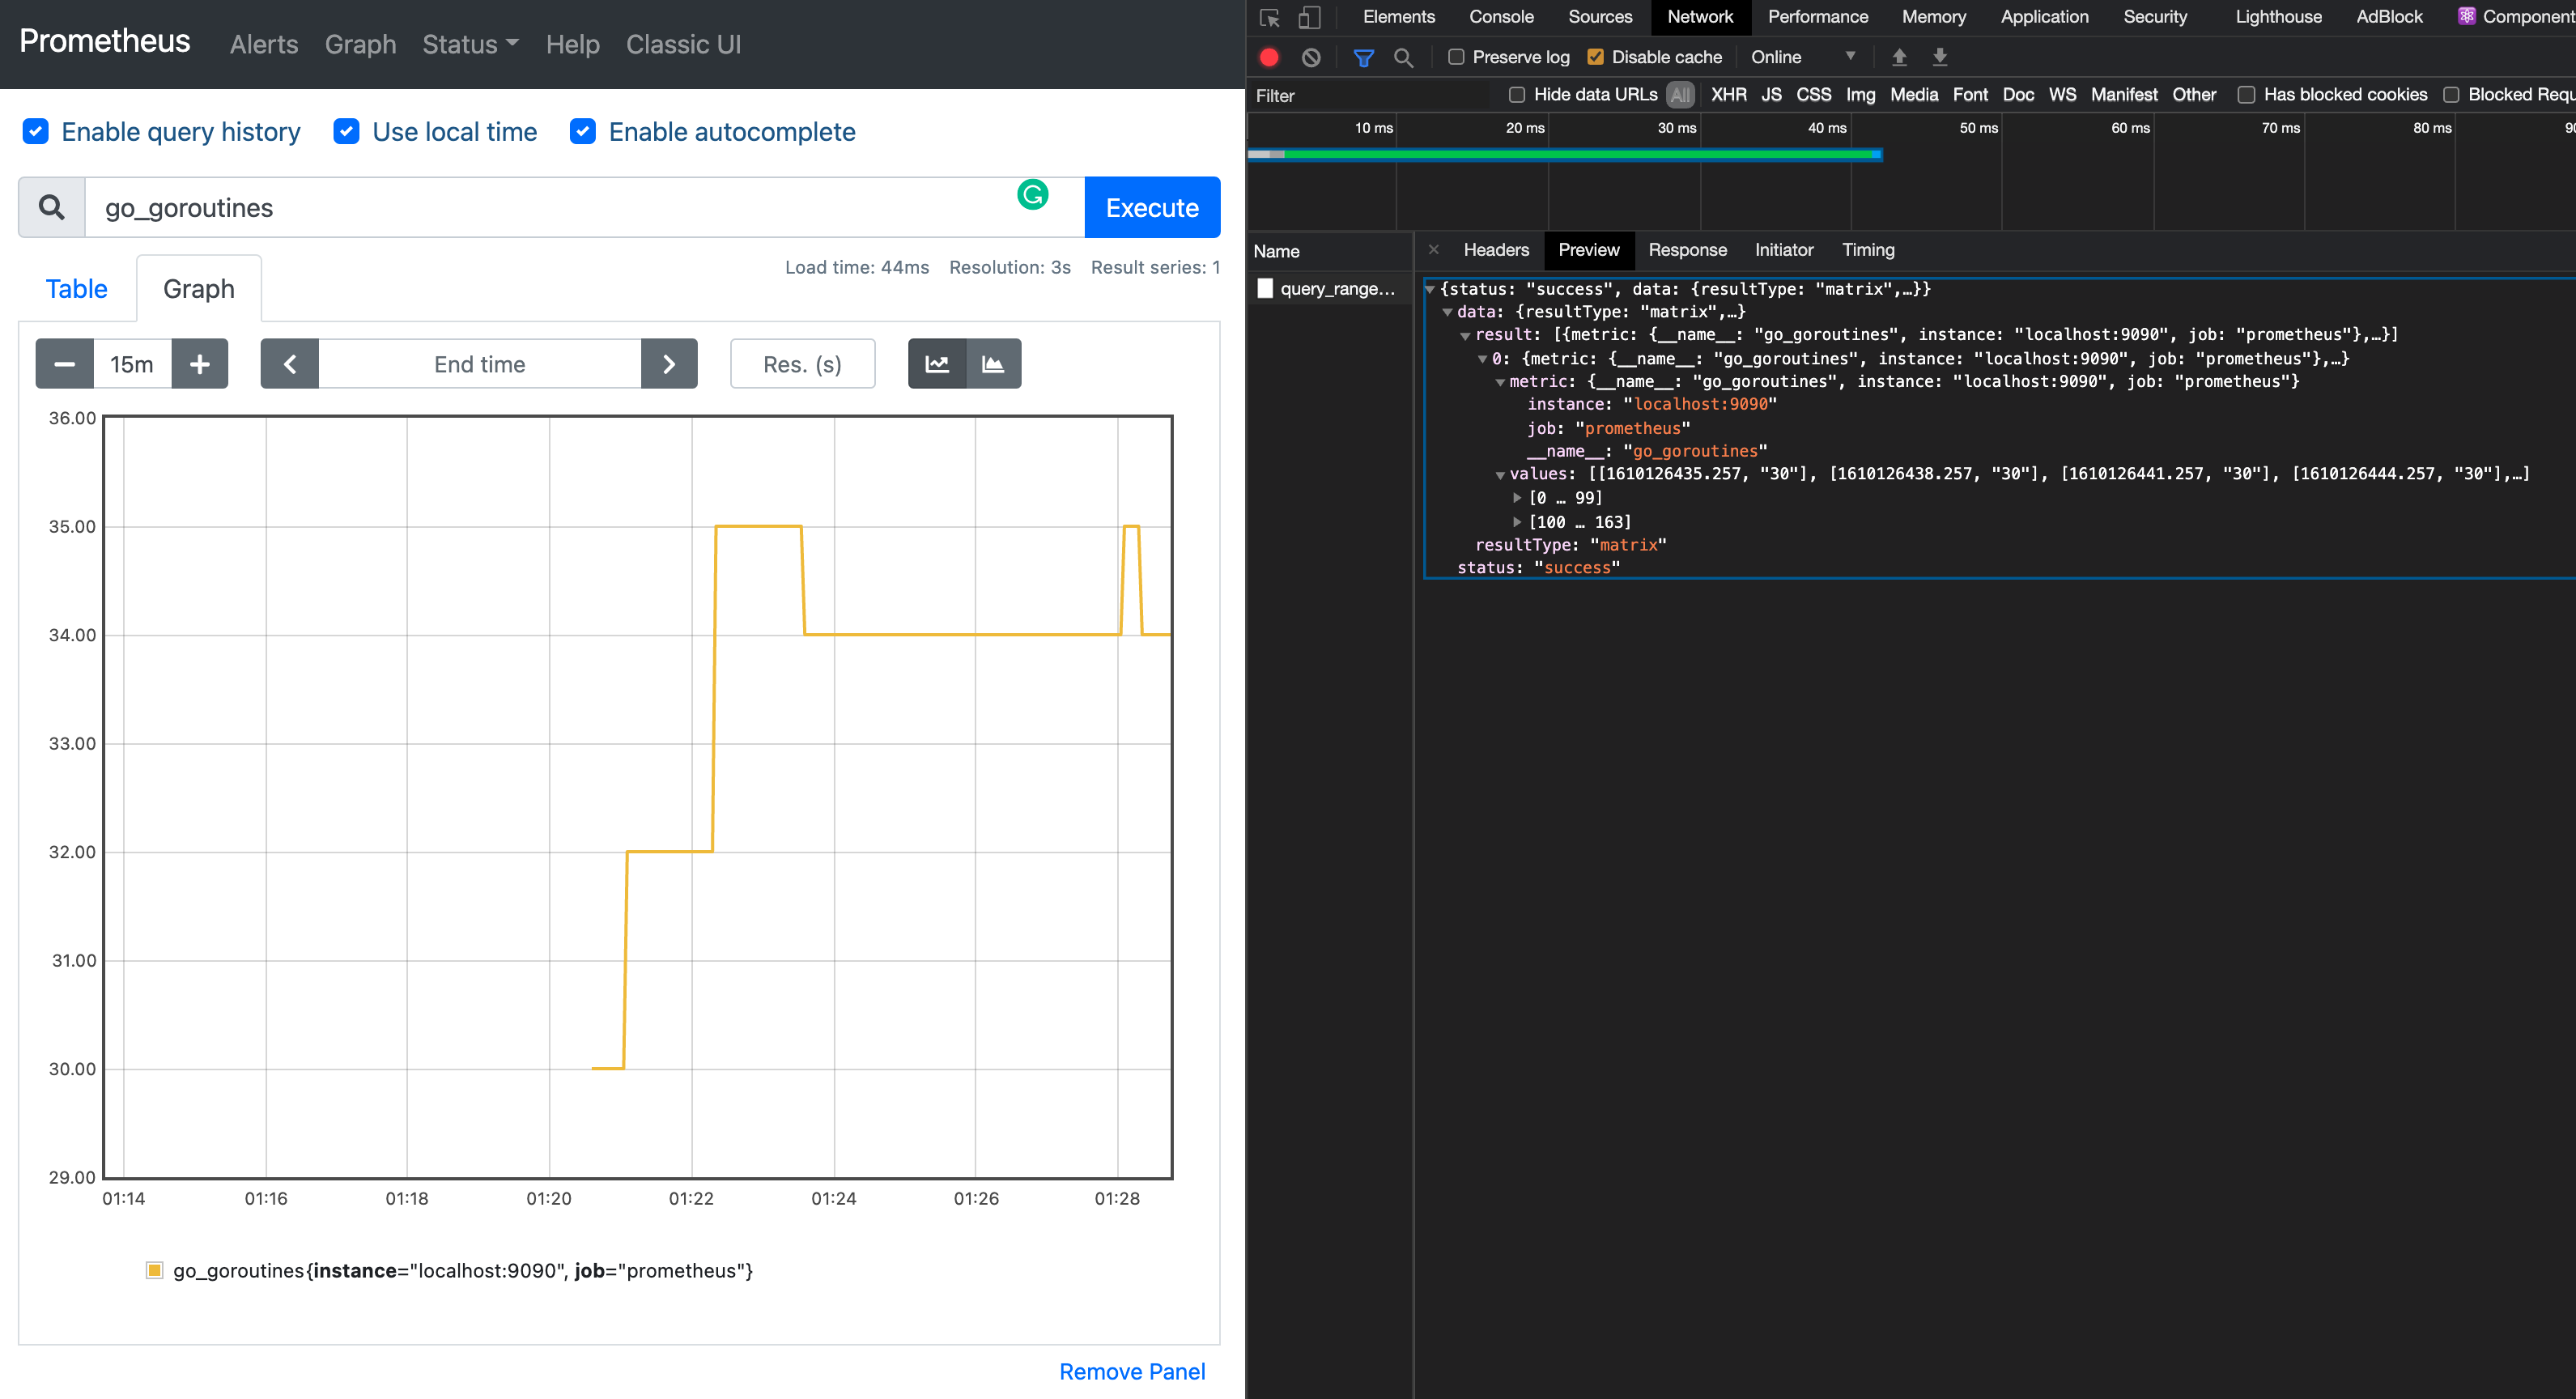 Prometheus Alerts Graph Status Help Classic UI
Enable query history Use local time Enable autocomplete
go_goroutines Execute
Load time: 44ms Resolution: 3s Result series: 1
Table Graph
15m End time Res. (s)
36.00
35.00
34.00
33.00
32.00
31.00
30.00
29.00
01:14 01:16 01:18 01:20 01:22 01:24 01:26 01:28
go_goroutines{instance="localhost:9090", job="prometheus"}
Remove Panel
Elements Console Sources Network Performance Memory Application Security Lighthouse AdBlock Component
Preserve log Disable cache Online
Filter Hide data URLs All XHR JS CSS Img Media Font Doc WS Manifest Other Has blocked cookies Blocked Requ
10 ms 20 ms 30 ms 40 ms 50 ms 60 ms 70 ms 80 ms 90
Name Headers Preview Response Initiator Timing
query_range…
{status: "success", data: {resultType: "matrix",…}}
data: {resultType: "matrix",…}
result: [{metric: {__name__: "go_goroutines", instance: "localhost:9090", job: "prometheus"},…}]
0: {metric: {__name__: "go_goroutines", instance: "localhost:9090", job: "prometheus"},…}
metric: {__name__: "go_goroutines", instance: "localhost:9090", job: "prometheus"}
instance: "localhost:9090"
job: "prometheus"
__name__: "go_goroutines"
values: [[1610126435.257, "30"], [1610126438.257, "30"], [1610126441.257, "30"], [1610126444.257, "30"],…]
[0 … 99]
[100 … 163]
resultType: "matrix"
status: "success"